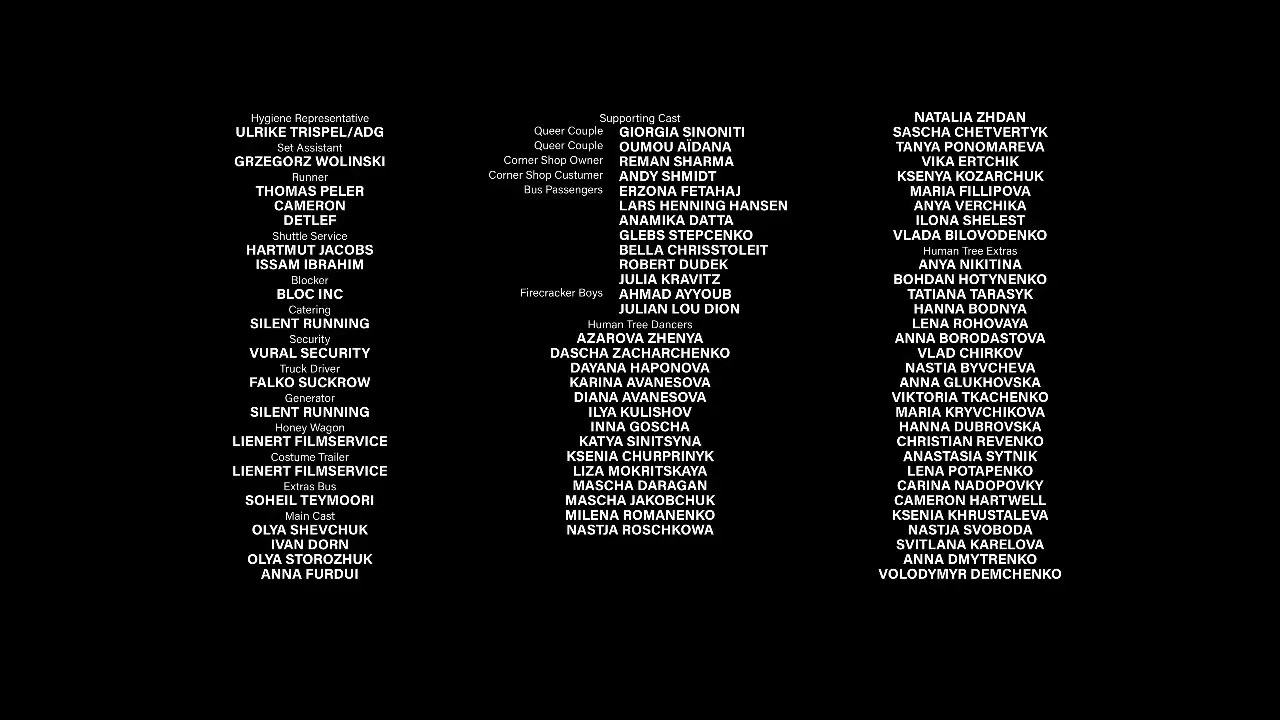 Hygiene Representative
ULRIKE TRISPEL/ADG
Set Assistant
GRZEGORZ WOLINSKI
Runner
THOMAS PELER
CAMERON
DETLEF
Shuttle Service
HARTMUT JACOBS
ISSAM IBRAHIM
Blocker
BLOC INC
Catering
SILENT RUNNING
Security
VURAL SECURITY
Truck Driver
FALKO SUCKROW
Generator
SILENT RUNNING
Honey Wagon
LIENERT FILMSERVICE
Costume Trailer
LIENERT FILMSERVICE
Extras Bus
SOHEIL TEYMOORI
Main Cast
OLYA SHEVCHUK
IVAN DORN
OLYA STOROZHUK
ANNA FURDUI
Supporting Cast
Queer Couple GIORGIA SINONITI
Queer Couple OUMOU AÏDANA
Corner Shop Owner REMAN SHARMA
Corner Shop Custumer ANDY SHMIDT
Bus Passengers ERZONA FETAHAJ
LARS HENNING HANSEN
ANAMIKA DATTA
GLEBS STEPCENKO
BELLA CHRISSTOLEIT
ROBERT DUDEK
JULIA KRAVITZ
Firecracker Boys AHMAD AYYOUB
JULIAN LOU DION
Human Tree Dancers
AZAROVA ZHENYA
DASCHA ZACHARCHENKO
DAYANA HAPONOVA
KARINA AVANESOVA
DIANA AVANESOVA
ILYA KULISHOV
INNA GOSCHA
KATYA SINITSYNA
KSENIA CHURPRINYK
LIZA MOKRITSKAYA
MASCHA DARAGAN
MASCHA JAKOBCHUK
MILENA ROMANENKO
NASTJA ROSCHKOWA
NATALIA ZHDAN
SASCHA CHETVERTYK
TANYA PONOMAREVA
VIKA ERTCHIK
KSENYA KOZARCHUK
MARIA FILLIPOVA
ANYA VERCHIKA
ILONA SHELEST
VLADA BILOVODENKO
Human Tree Extras
ANYA NIKITINA
BOHDAN HOTYNENKO
TATIANA TARASYK
HANNA BODNYA
LENA ROHOVAYA
ANNA BORODASTOVA
VLAD CHIRKOV
NASTIA BYVCHEVA
ANNA GLUKHOVSKA
VIKTORIA TKACHENKO
MARIA KRYVCHIKOVA
HANNA DUBROVSKA
CHRISTIAN REVENKO
ANASTASIA SYTNIK
LENA POTAPENKO
CARINA NADOPOVKY
CAMERON HARTWELL
KSENIA KHRUSTALEVA
NASTJA SVOBODA
SVITLANA KARELOVA
ANNA DMYTRENKO
VOLODYMYR DEMCHENKO